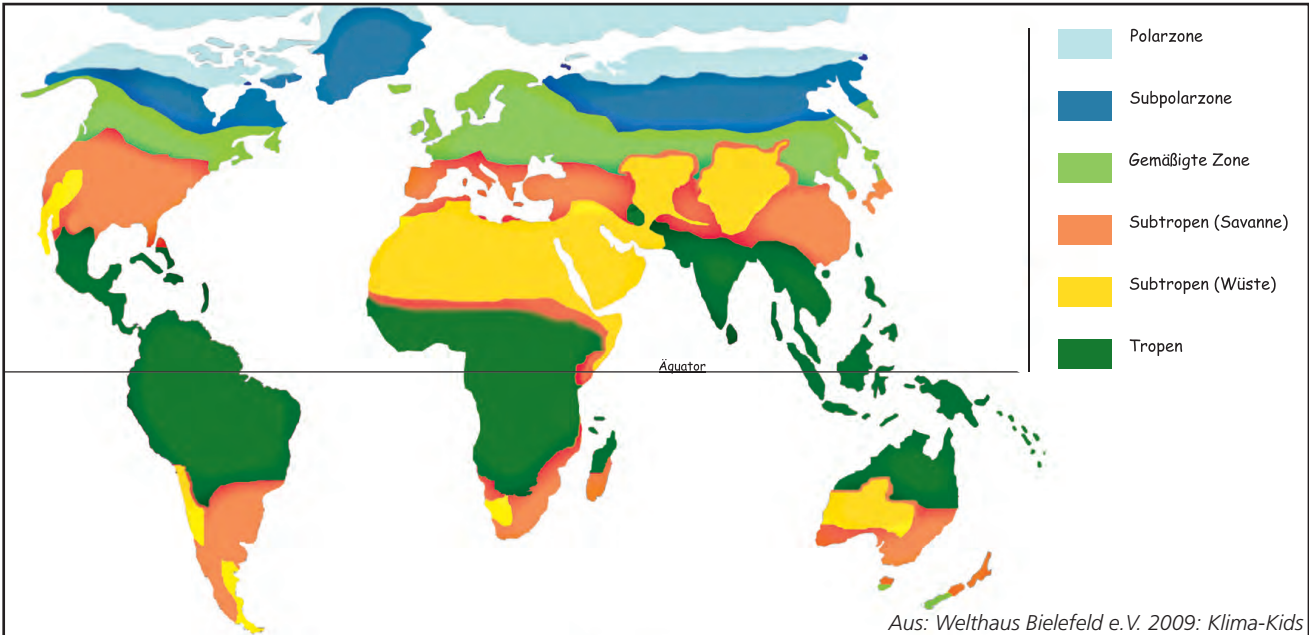 Polarzone
Subpolarzone
Gemäßigte Zone
Subtropen (Savanne)
Subtropen (Wüste)
Tropen
Äquator
Aus: Welthaus Bielefeld e.V. 2009: Klima-Kids